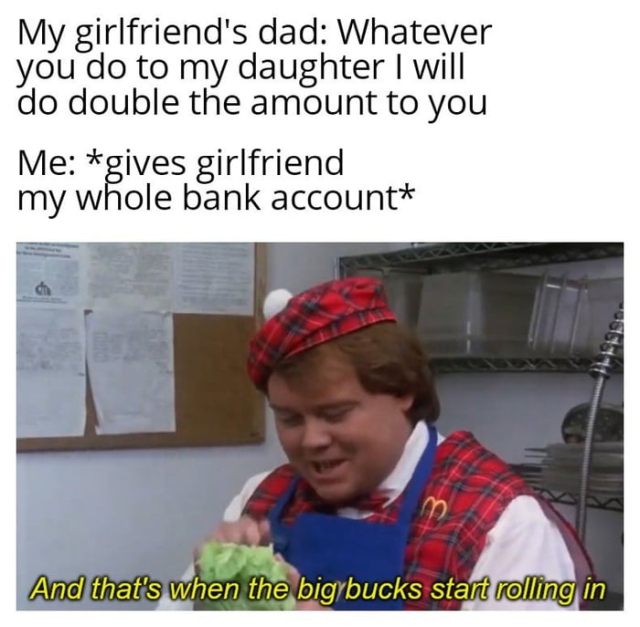 My girlfriend's dad: Whatever
you do to my daughter I will
do double the amount to you
Me: *gives girlfriend
my whole bank account*
And that's when the big bucks start rolling in